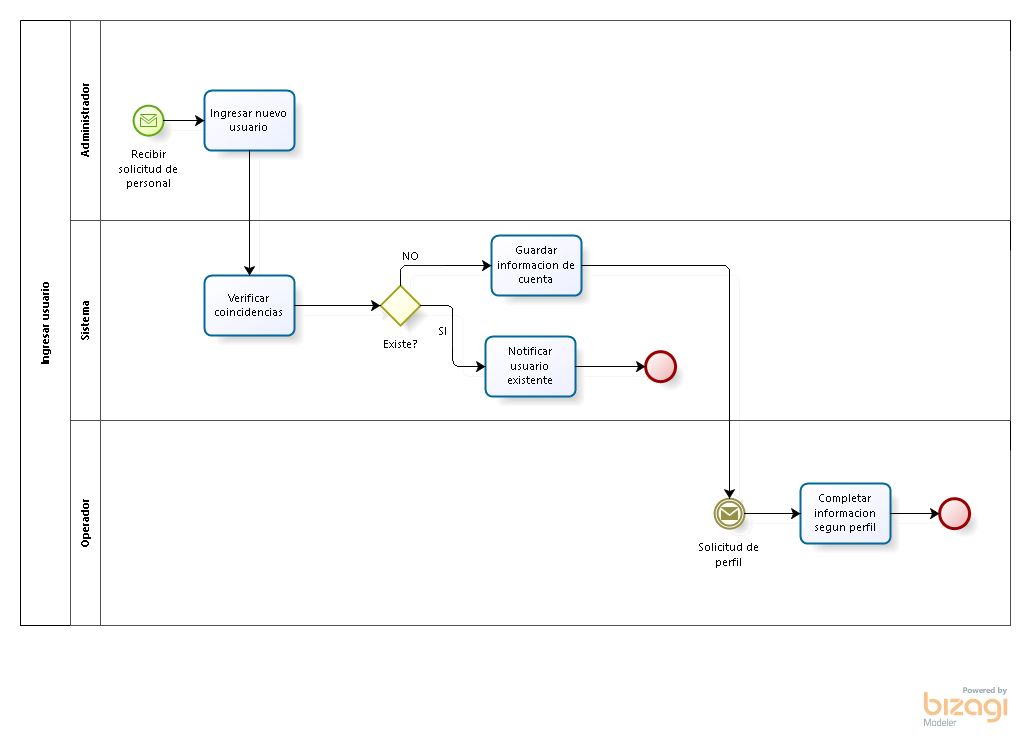 Ingresar usuario
Administrador
Recibir
solicitud de
personal
Ingresar nuevo
usuario
Sistema
Verificar
coincidencias
Existe?
NO
SI
Guardar
informacion de
cuenta
Notificar
usuario
existente
Operador
Solicitud de
perfil
Completar
informacion
segun perfil
Powered by
bizagi
Modeler